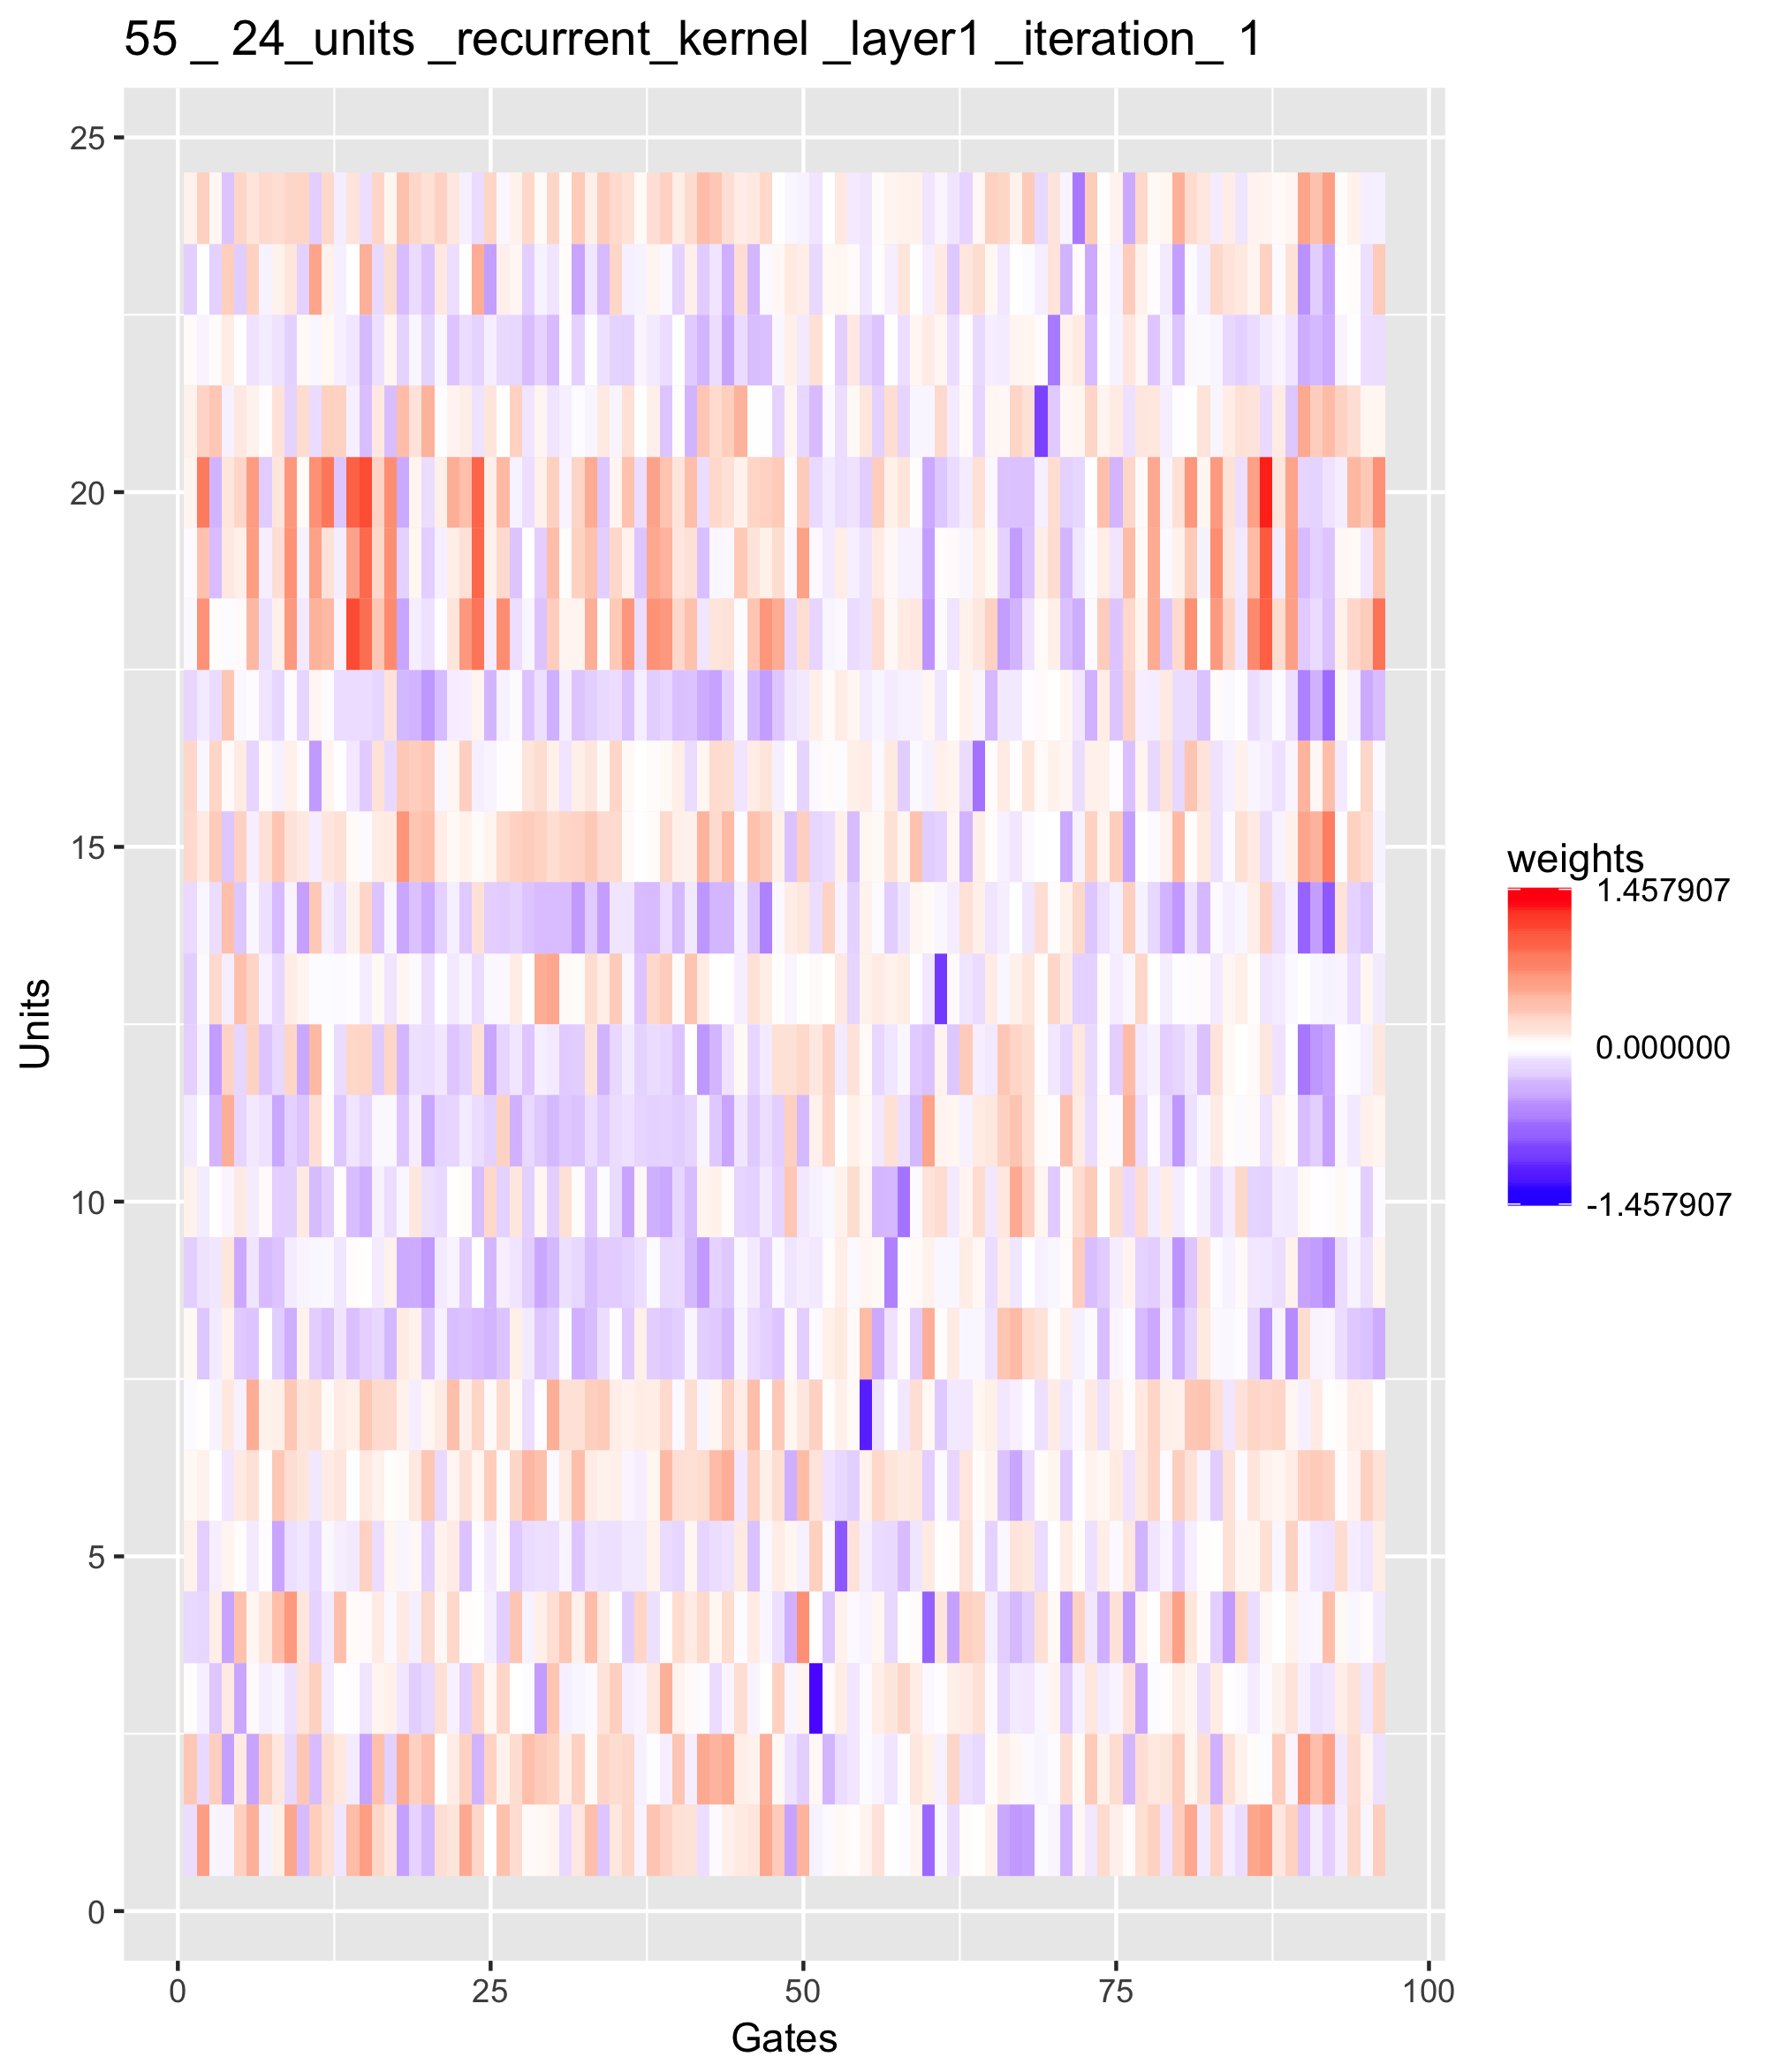 55 _ 24_units _recurrent_kernel _layer1 _iteration_ 1
25
20
15
10
5
0
Units
0 25 50 75 100
Gates
weights
1.457907
0.000000
-1.457907